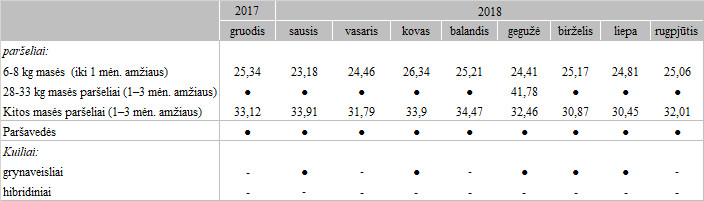 2017 2018
gruodis sausis vasaris kovas balandis gegužė birželis liepa rugpjūtis
paršeliai:
6-8 kg masės (iki 1 mėn. amžiaus) 25,34 23,18 24,46 26,34 25,21 24,41 25,17 24,81 25,06
28-33 kg masės paršeliai (1–3 mėn. amžiaus) ● ● ● ● ● 41,78 ● ● ●
Kitos masės paršeliai (1–3 mėn. amžiaus) 33,12 33,91 31,79 33,9 34,47 32,46 30,87 30,45 32,01
Paršavedės ● ● ● ● ● ● ● ● ●
Kuiliai:
grynaveisliai - ● - ● - ● ● ● -
hibridiniai - - - - - - - - -